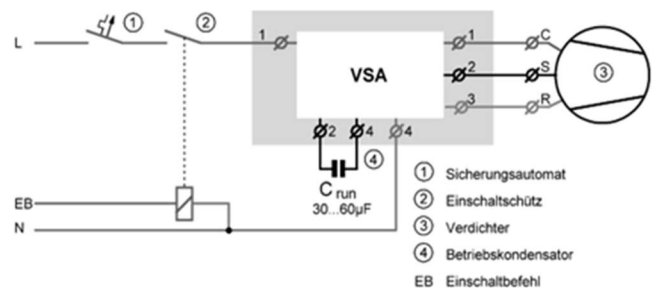 L
1
2
1
VSA
1
C
2
S
3
3
R
2
4
4
4
C run
30...60µF
EB
N
1 Sicherungsautomat
2 Einschaltschütz
3 Verdichter
4 Betriebskondensator
EB Einschaltbefehl